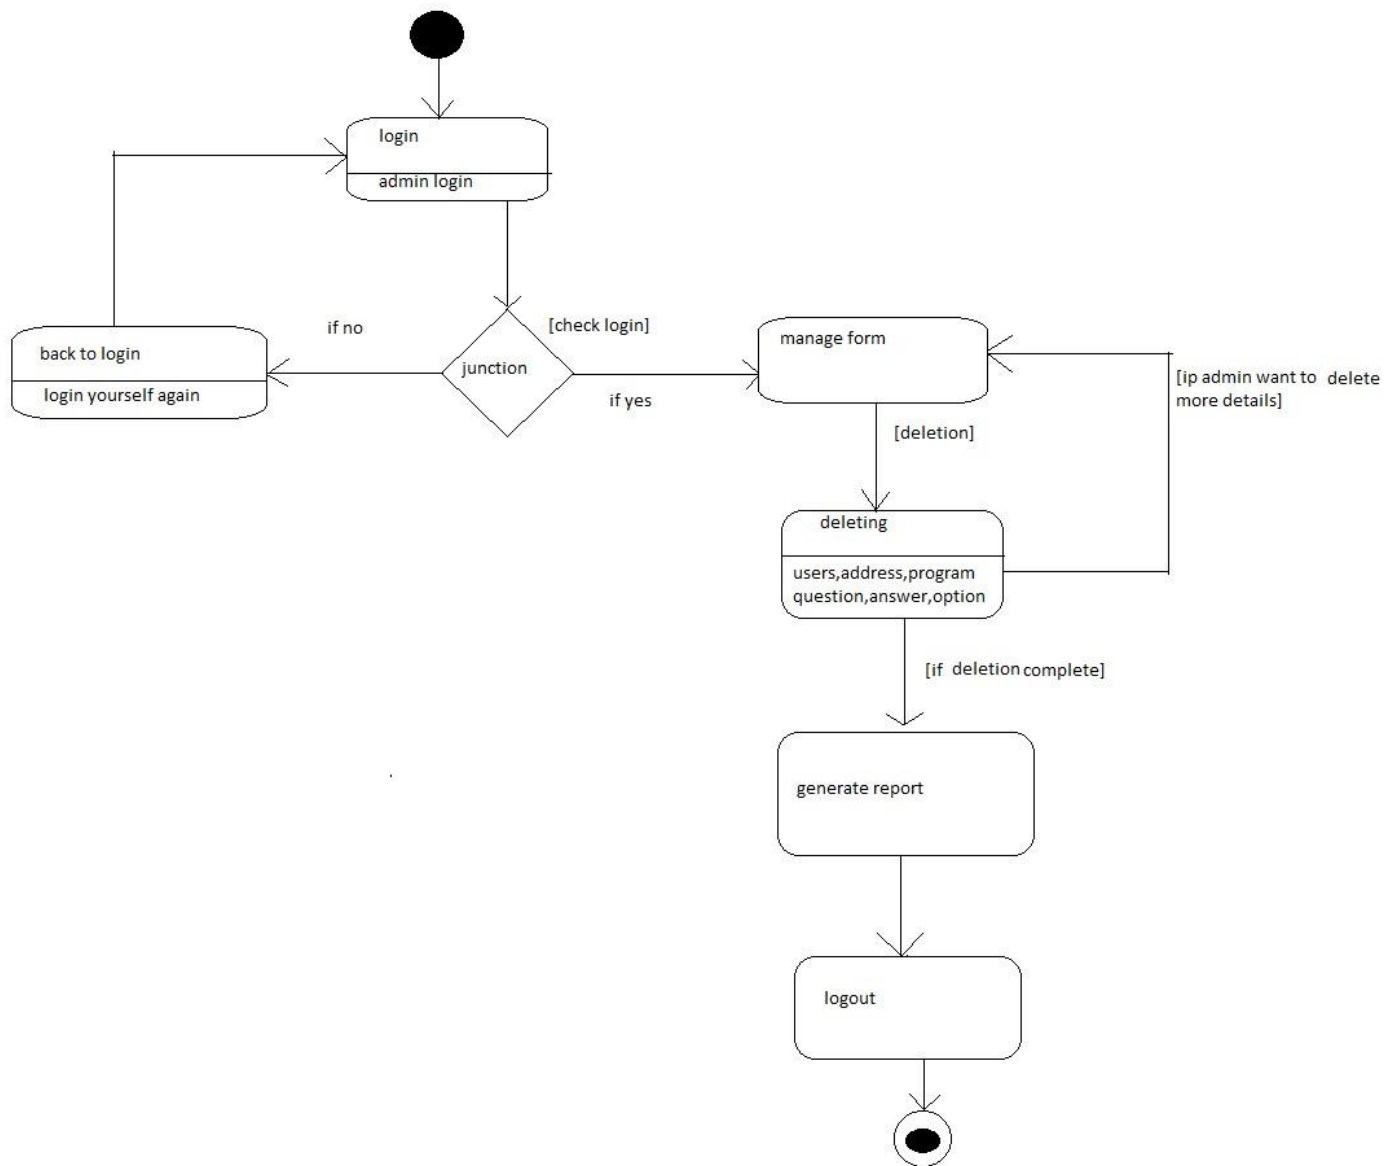 login
admin login
if no
[check login]
manage form
back to login
junction
login yourself again
if yes
[ip admin want to delete
more details]
[deletion]
deleting
users,address,program
question,answer,option
[if deletion complete]
generate report
logout